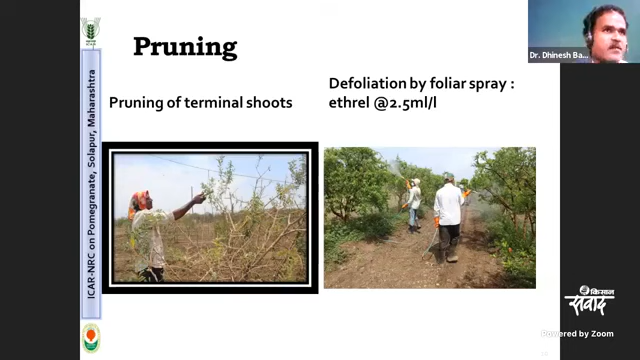 Pruning
Dr. Dhinesh Ba...
Pruning of terminal shoots
Defoliation by foliar spray :
ethrel @2.5ml/l
ICAR-NRC on Pomegranate, Solapur, Maharashtra
किसान
संवाद
Powered by Zoom